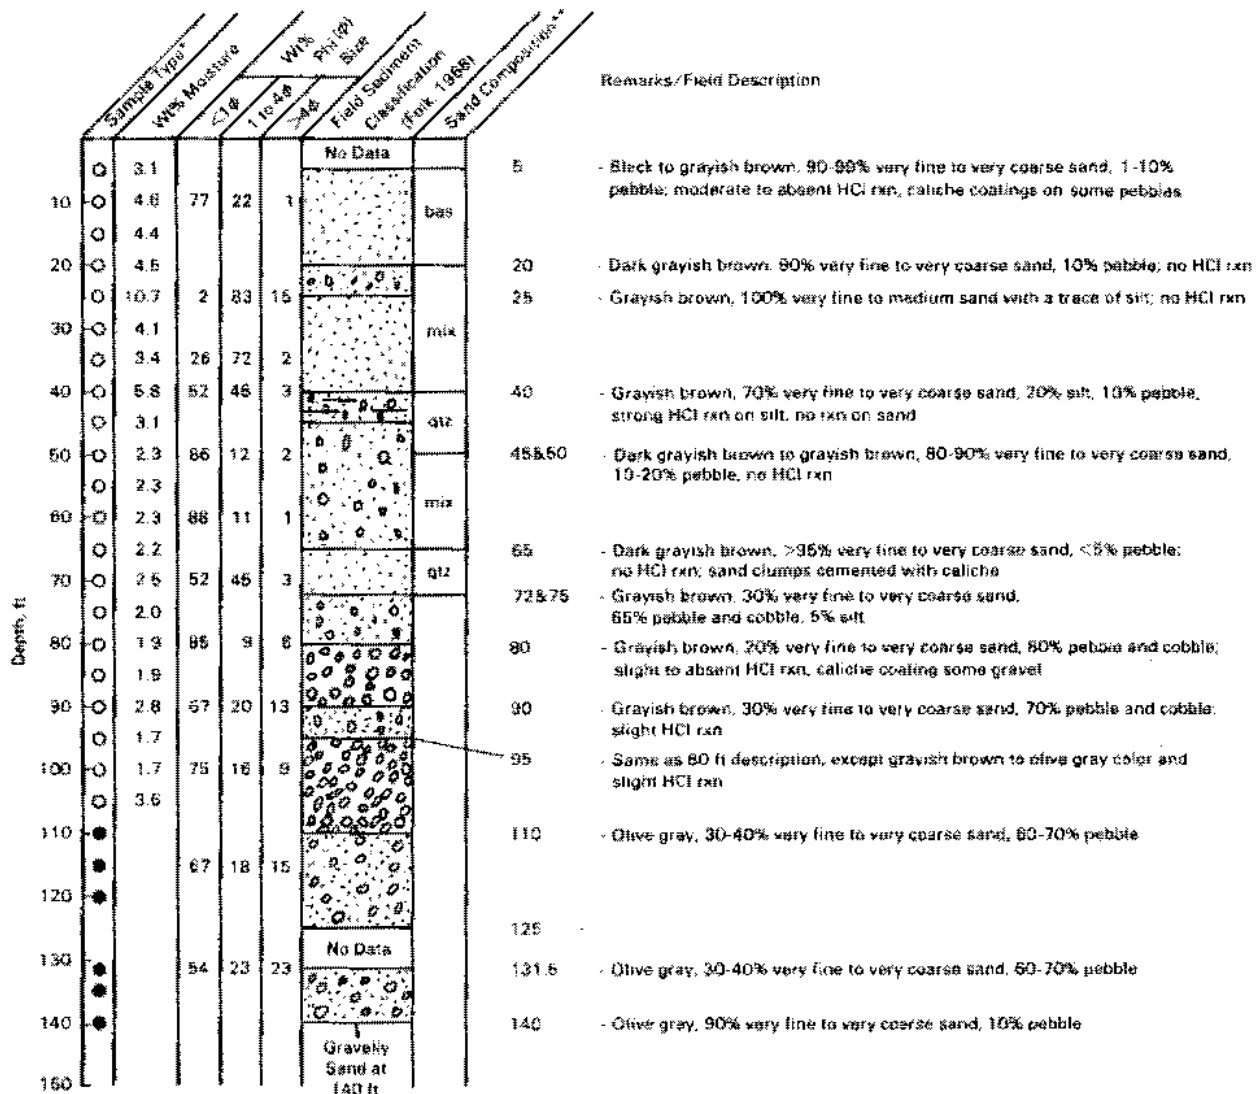 Sample Type*
Wt% Moisture
Wt%
Phi (ϕ)
Size
<1ϕ
1 to 4ϕ
>4ϕ
Field Sediment
Classification
(Folk, 1968)
Sand Composition**
Remarks/Field Description
Depth, ft
No Data
3.1
5 - Black to grayish brown, 90-99% very fine to very coarse sand, 1-10%
pebble; moderate to absent HCl rxn, caliche coatings on some pebbles
10 4.6 77 22 1 bas
4.4
20 4.5 20 - Dark grayish brown, 90% very fine to very coarse sand, 10% pebble; no HCl rxn
10.7 2 83 15 25 - Grayish brown, 100% very fine to medium sand with a trace of silt; no HCl rxn
30 4.1 mix
3.4 26 72 2
40 5.8 52 46 3 40 - Grayish brown, 70% very fine to very coarse sand, 20% silt, 10% pebble,
strong HCl rxn on silt, no rxn on sand
3.1 qtz
50 2.3 86 12 2 45&50 - Dark grayish brown to grayish brown, 80-90% very fine to very coarse sand,
10-20% pebble, no HCl rxn
2.3 mix
60 2.3 88 11 1
2.2 65 - Dark grayish brown, >95% very fine to very coarse sand, <5% pebble;
no HCl rxn; sand clumps cemented with caliche
70 2.5 52 45 3 qtz
72&75 - Grayish brown, 30% very fine to very coarse sand,
65% pebble and cobble, 5% silt
2.0
80 1.9 85 9 6 80 - Grayish brown, 20% very fine to very coarse sand, 80% pebble and cobble;
slight to absent HCl rxn, caliche coating some gravel
1.9
90 2.8 67 20 13 90 - Grayish brown, 30% very fine to very coarse sand, 70% pebble and cobble;
slight HCl rxn
1.7 95 - Same as 80 ft description, except grayish brown to olive gray color and
slight HCl rxn
100 1.7 75 16 9
3.6
110 110 - Olive gray, 30-40% very fine to very coarse sand, 60-70% pebble
67 18 15
120
125 -
No Data
130 54 23 23 131.5 - Olive gray, 30-40% very fine to very coarse sand, 60-70% pebble
140 140 - Olive gray, 90% very fine to very coarse sand, 10% pebble
Gravelly
Sand at
140 ft
150